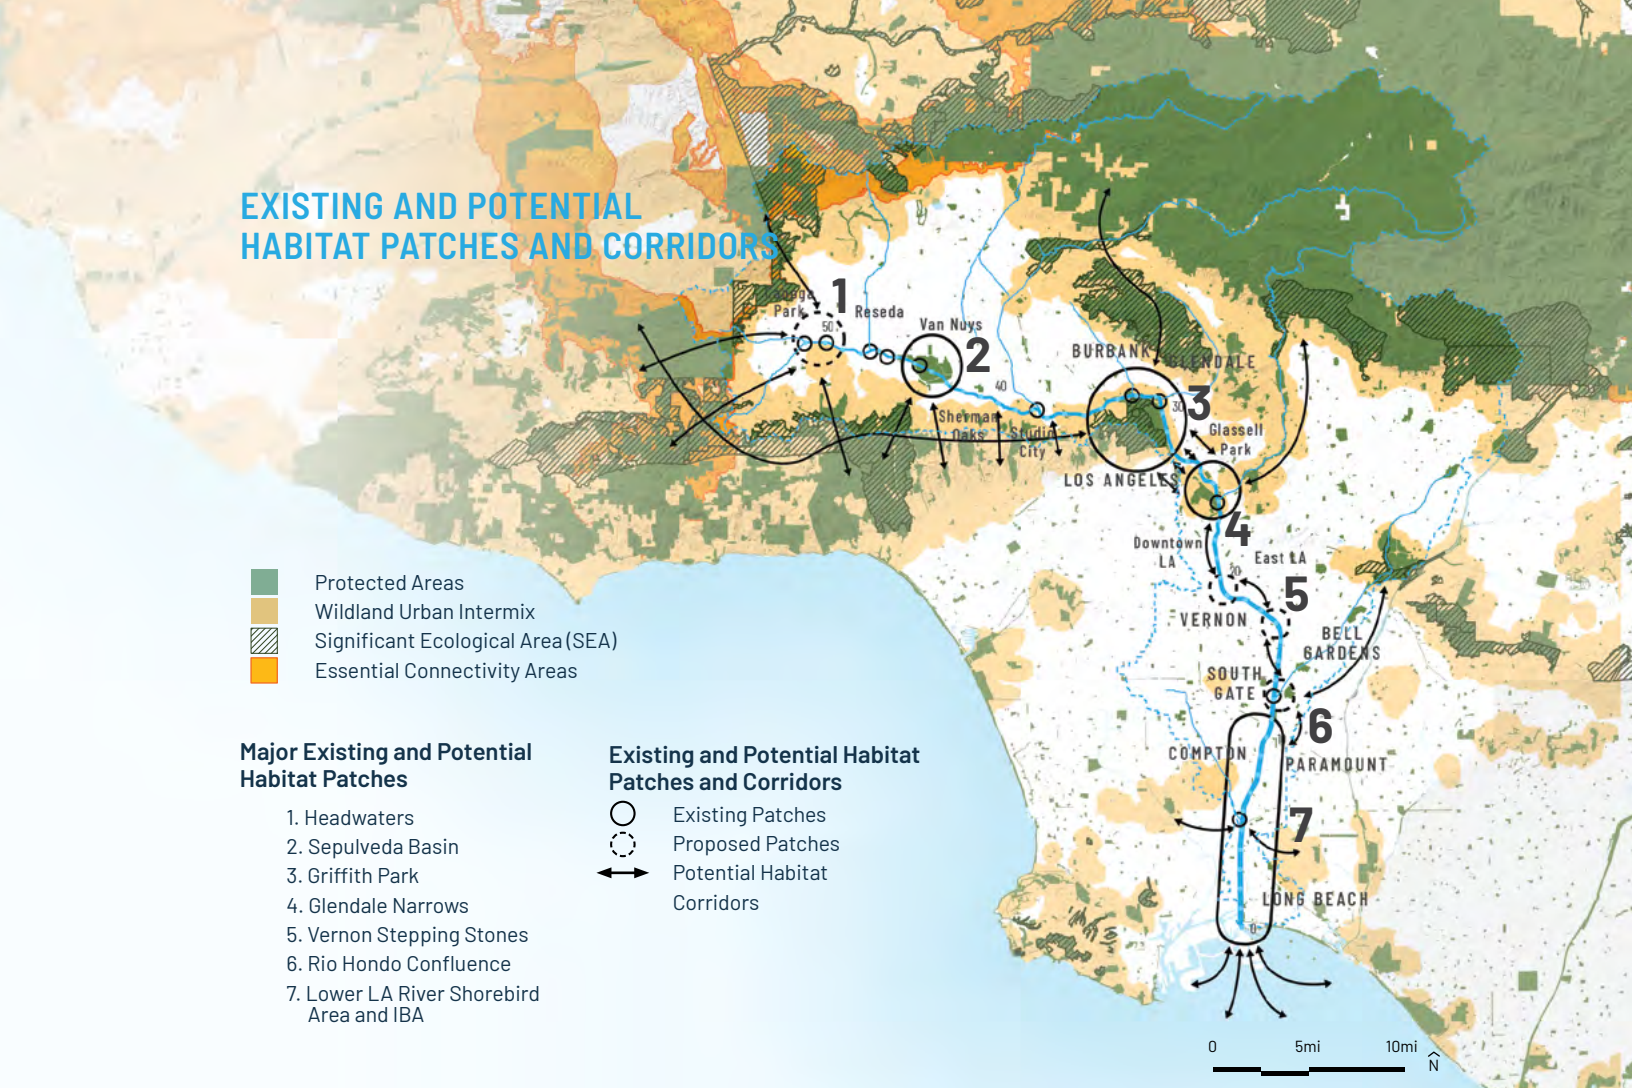 EXISTING AND POTENTIAL
HABITAT PATCHES AND CORRIDORS
Park
1
Reseda
50
Van Nuys
2
40
BURBANK
GLENDALE
Sherman
Oaks
Studio
City
30
3
Glassell
Park
LOS ANGELES
4
Downtown
LA
East LA
20
5
VERNON
BELL
GARDENS
SOUTH
GATE
6
COMPTON
PARAMOUNT
7
LONG BEACH
0
Protected Areas
Wildland Urban Intermix
Significant Ecological Area (SEA)
Essential Connectivity Areas
Major Existing and Potential
Habitat Patches
1. Headwaters
2. Sepulveda Basin
3. Griffith Park
4. Glendale Narrows
5. Vernon Stepping Stones
6. Rio Hondo Confluence
7. Lower LA River Shorebird
Area and IBA
Existing and Potential Habitat
Patches and Corridors
Existing Patches
Proposed Patches
Potential Habitat
Corridors
0 5mi 10mi
N